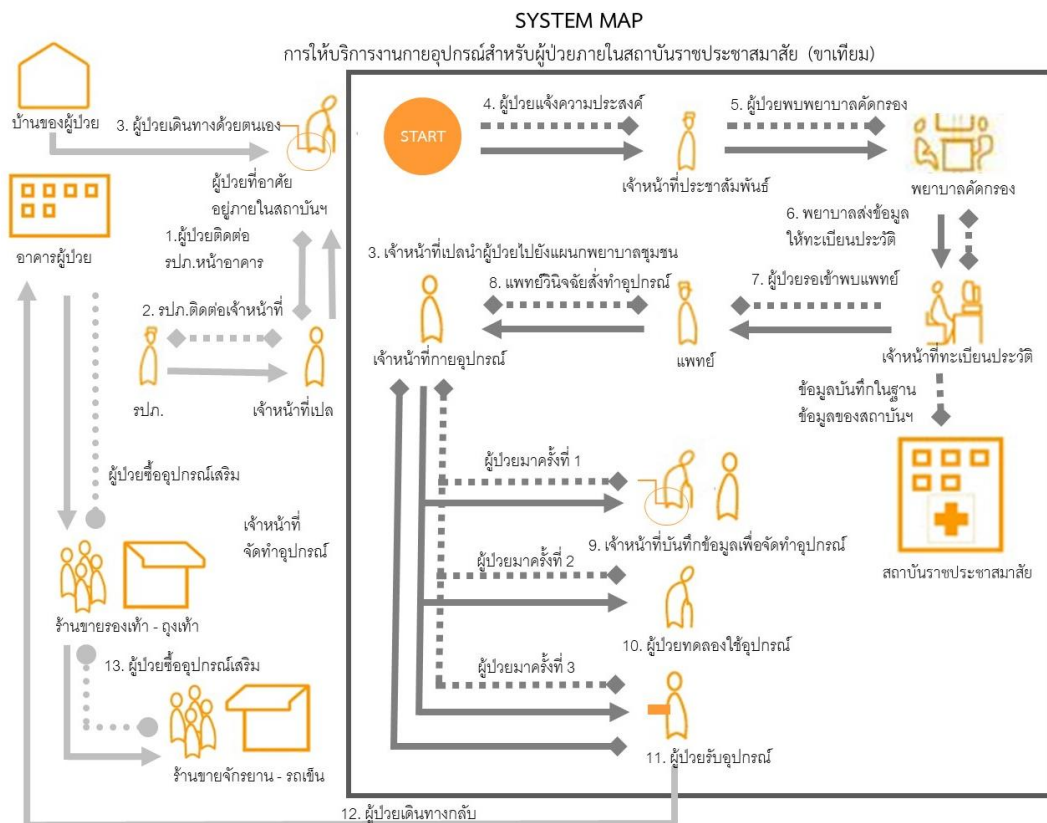 SYSTEM MAP
การให้บริการงานกายอุปกรณ์สำหรับผู้ป่วยภายในสถาบันราชประชาสมาสัย (ขาเทียม)
บ้านของผู้ป่วย
3. ผู้ป่วยเดินทางด้วยตนเอง
ผู้ป่วยที่อาศัย
อยู่ภายในสถาบันฯ
อาคารผู้ป่วย
1.ผู้ป่วยติดต่อ
รปภ.หน้าอาคาร
2. รปภ.ติดต่อเจ้าหน้าที่
รปภ.
เจ้าหน้าที่เปล
START
4. ผู้ป่วยแจ้งความประสงค์
เจ้าหน้าที่ประชาสัมพันธ์
5. ผู้ป่วยพบพยาบาลคัดกรอง
พยาบาลคัดกรอง
6. พยาบาลส่งข้อมูล
ให้ทะเบียนประวัติ
3. เจ้าหน้าที่เปลนำผู้ป่วยไปยังแผนกพยาบาลชุมชน
7. ผู้ป่วยรอเข้าพบแพทย์
8. แพทย์วินิจฉัยสั่งทำอุปกรณ์
เจ้าหน้าที่กายอุปกรณ์
แพทย์
เจ้าหน้าที่ทะเบียนประวัติ
ข้อมูลบันทึกในฐาน
ข้อมูลของสถาบันฯ
สถาบันราชประชาสมาสัย
ผู้ป่วยมาครั้งที่ 1
9. เจ้าหน้าที่บันทึกข้อมูลเพื่อจัดทำอุปกรณ์
ผู้ป่วยมาครั้งที่ 2
10. ผู้ป่วยทดลองใช้อุปกรณ์
ผู้ป่วยมาครั้งที่ 3
11. ผู้ป่วยรับอุปกรณ์
12. ผู้ป่วยเดินทางกลับ
ผู้ป่วยซื้ออุปกรณ์เสริม
เจ้าหน้าที่
จัดทำอุปกรณ์
ร้านขายรองเท้า - ถุงเท้า
13. ผู้ป่วยซื้ออุปกรณ์เสริม
ร้านขายจักรยาน - รถเข็น